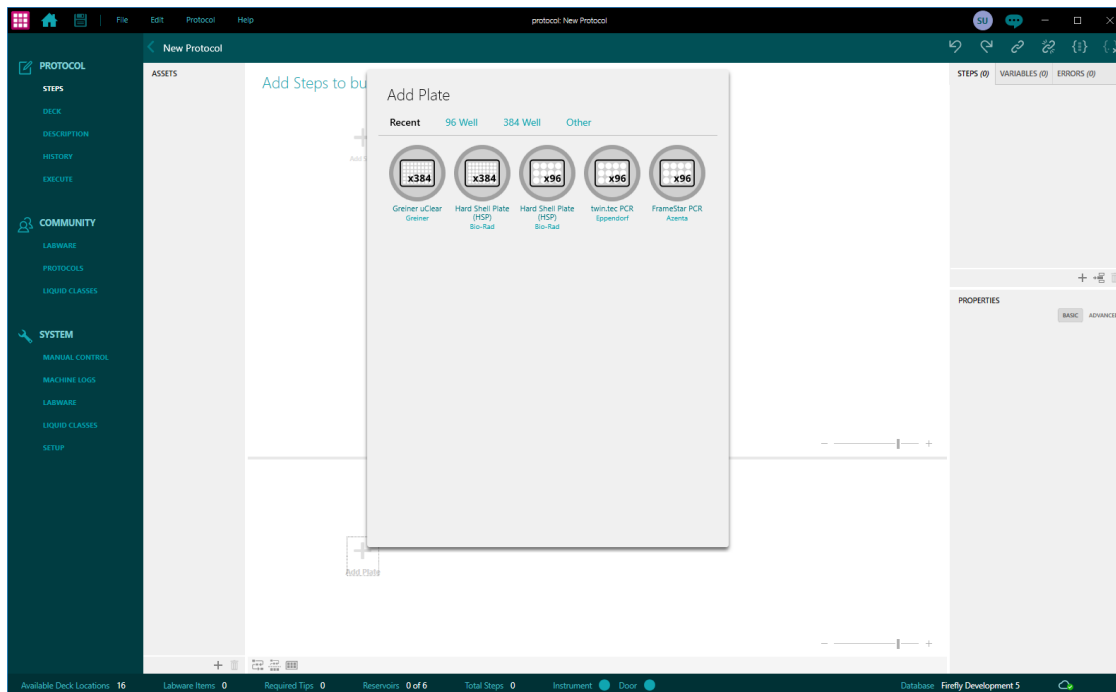 File Edit Protocol Help protocol: New Protocol SU
New Protocol
PROTOCOL
STEPS
DECK
DESCRIPTION
HISTORY
EXECUTE
COMMUNITY
LABWARE
PROTOCOLS
LIQUID CLASSES
SYSTEM
MANUAL CONTROL
MACHINE LOGS
LABWARE
LIQUID CLASSES
SETUP
ASSETS
Add Steps to bu
Add S
Add Plate
Recent 96 Well 384 Well Other
x384 x384 x96 x96 x96
Greiner uClear Hard Shell Plate Hard Shell Plate twin.tec PCR FrameStar PCR
Greiner (HSP) (HSP) Eppendorf Azenta
Bio-Rad Bio-Rad
Add Plate
STEPS (0) VARIABLES (0) ERRORS (0)
PROPERTIES
BASIC ADVANCE
Available Deck Locations 16 Labware Items 0 Required Tips 0 Reservoirs 0 of 6 Total Steps 0 Instrument Door Database Firefly Development 5